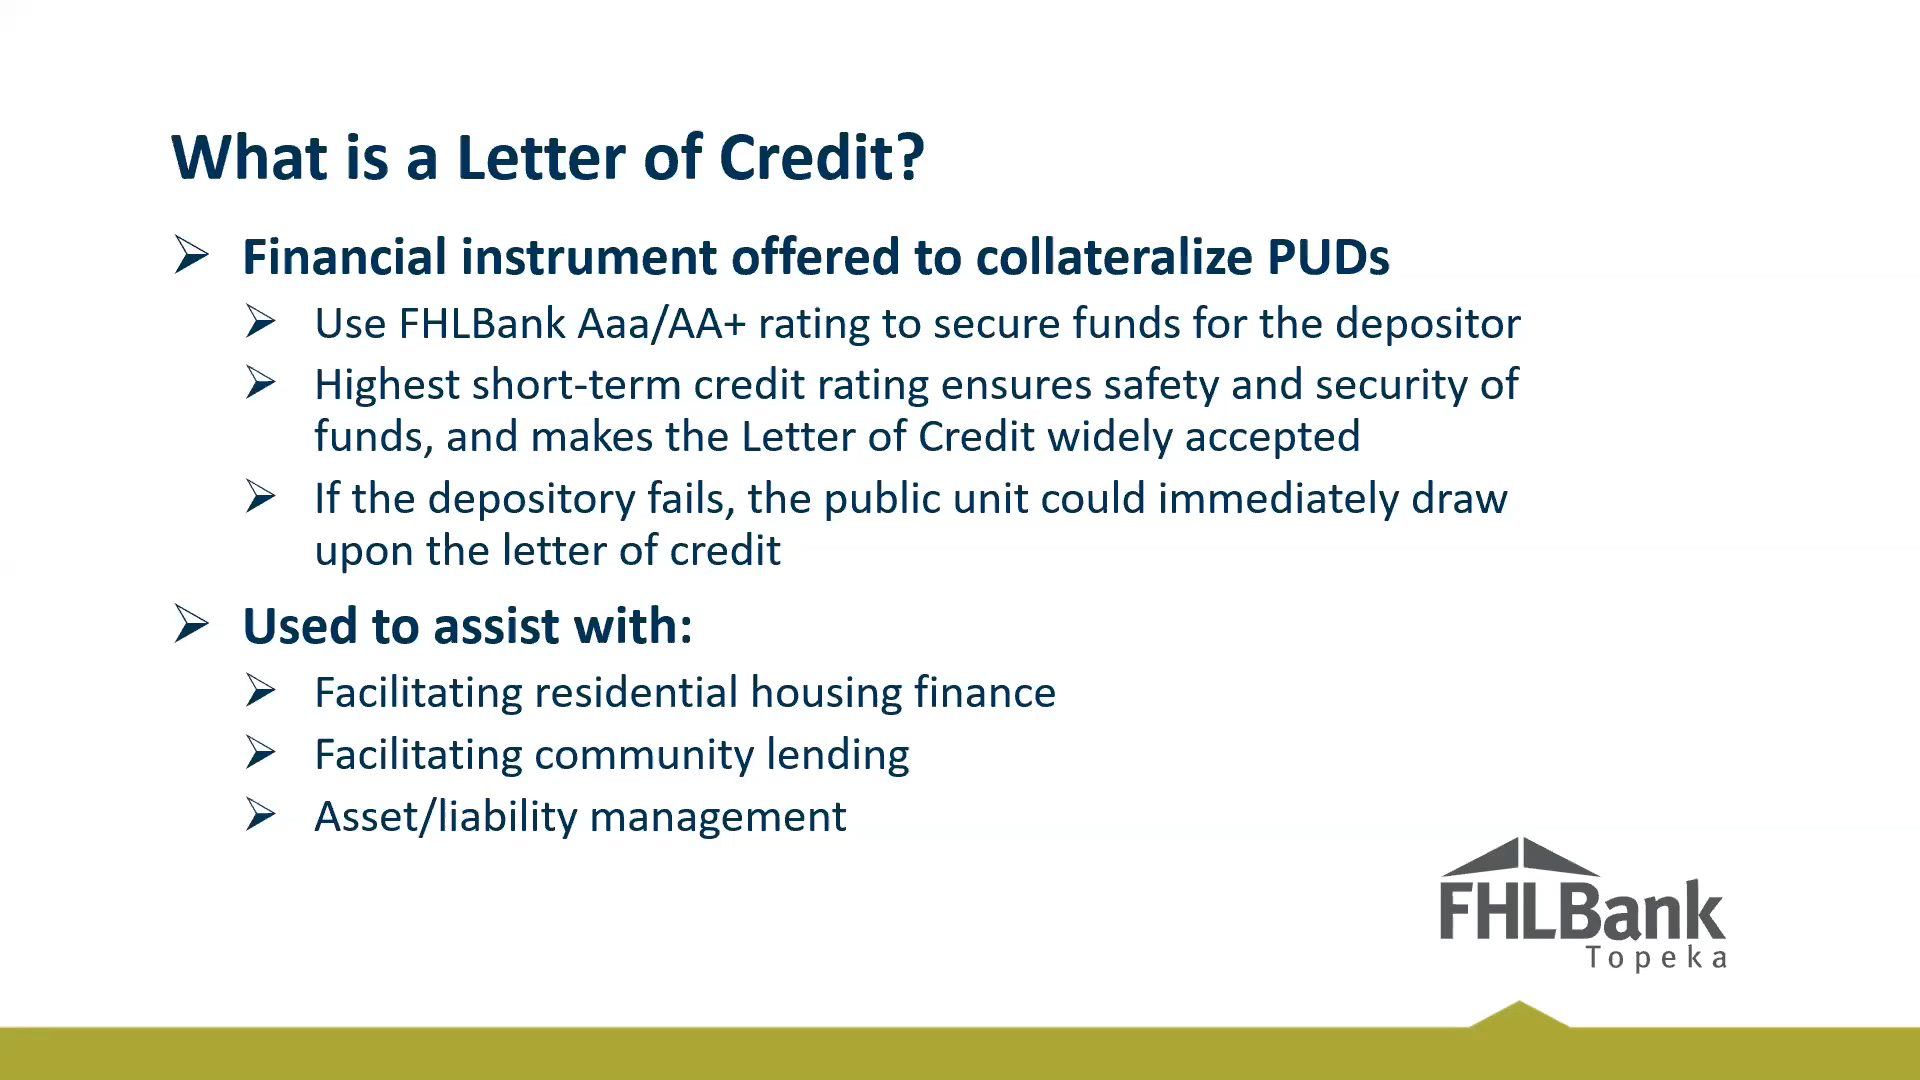 What is a Letter of Credit?
Financial instrument offered to collateralize PUDs
Use FHLBank Aaa/AA+ rating to secure funds for the depositor
Highest short-term credit rating ensures safety and security of
funds, and makes the Letter of Credit widely accepted
If the depository fails, the public unit could immediately draw
upon the letter of credit
Used to assist with:
Facilitating residential housing finance
Facilitating community lending
Asset/liability management
FHLBank
Topeka